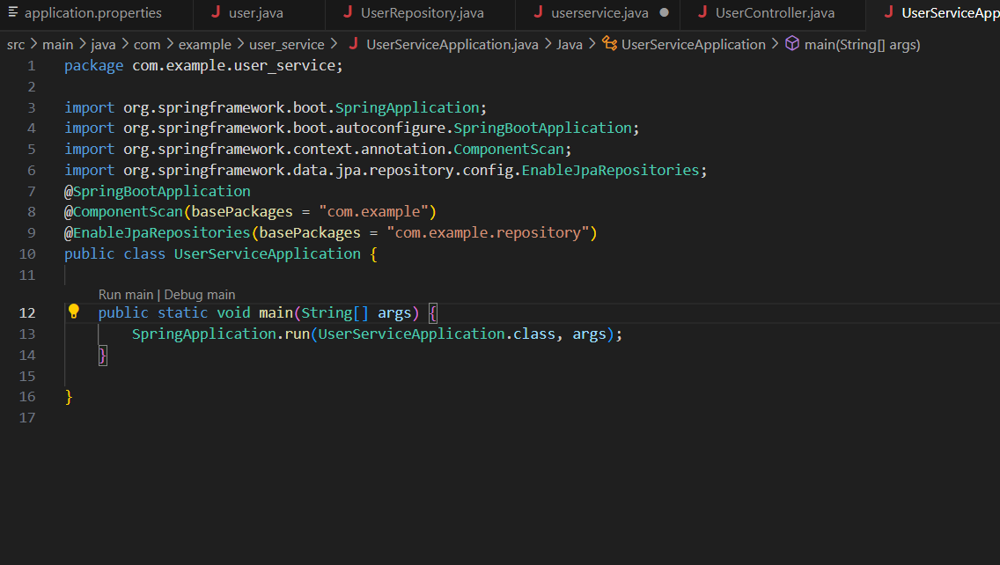 application.properties J user.java J UserRepository.java J userservice.java J UserController.java J UserServiceApp
src > main > java > com > example > user_service > J UserServiceApplication.java > Java > UserServiceApplication > main(String[] args)
1 package com.example.user_service;
2
3 import org.springframework.boot.SpringApplication;
4 import org.springframework.boot.autoconfigure.SpringBootApplication;
5 import org.springframework.context.annotation.ComponentScan;
6 import org.springframework.data.jpa.repository.config.EnableJpaRepositories;
7 @SpringBootApplication
8 @ComponentScan(basePackages = "com.example")
9 @EnableJpaRepositories(basePackages = "com.example.repository")
10 public class UserServiceApplication {
11
Run main | Debug main
12 public static void main(String[] args) {
13 SpringApplication.run(UserServiceApplication.class, args);
14 }
15
16 }
17